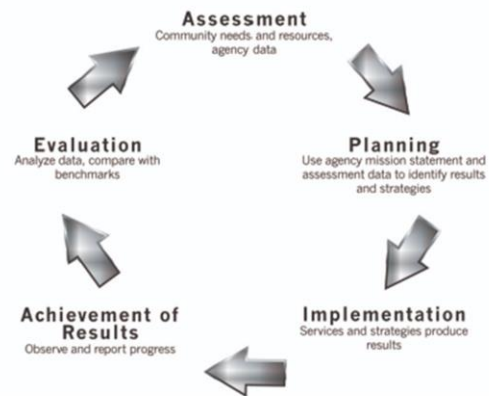 Assessment
Community needs and resources,
agency data
Evaluation
Analyze data, compare with
benchmarks
Planning
Use agency mission statement and
assessment data to identify results
and strategies
Achievement of
Results
Observe and report progress
Implementation
Services and strategies produce
results